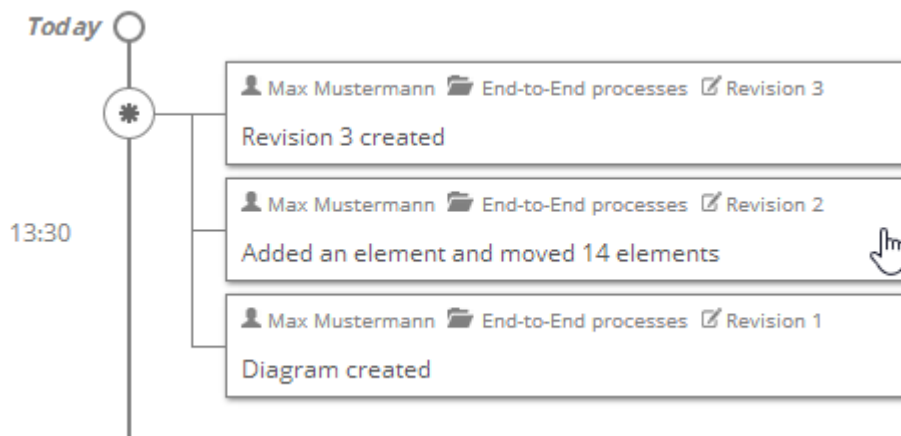 Today
Max Mustermann End-to-End processes Revision 3
Revision 3 created
Max Mustermann End-to-End processes Revision 2
13:30
Added an element and moved 14 elements
Max Mustermann End-to-End processes Revision 1
Diagram created